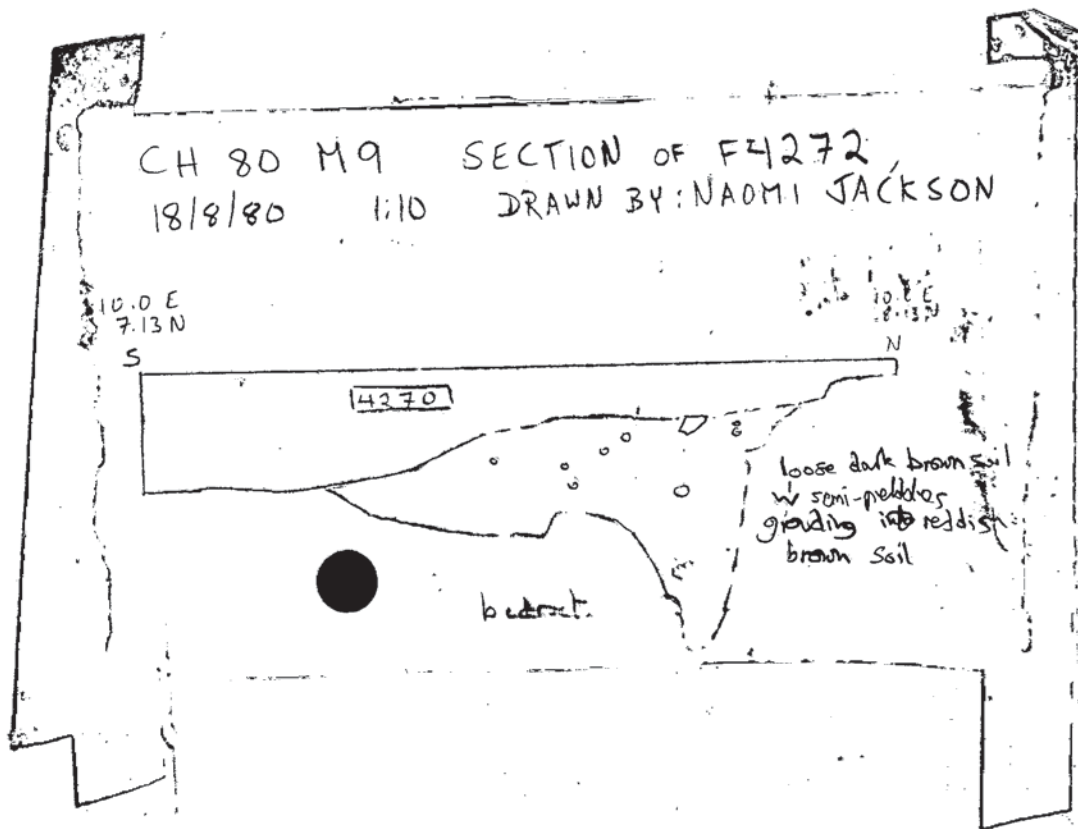 CH 80 M9 SECTION OF F4272
18/8/80 1:10 DRAWN BY: NAOMI JACKSON
10.0 E
7.13 N
10.0 E
8.13 N
S
N
4270
loose dark brown soil
w semi-pebbles
grading into reddish
brown soil